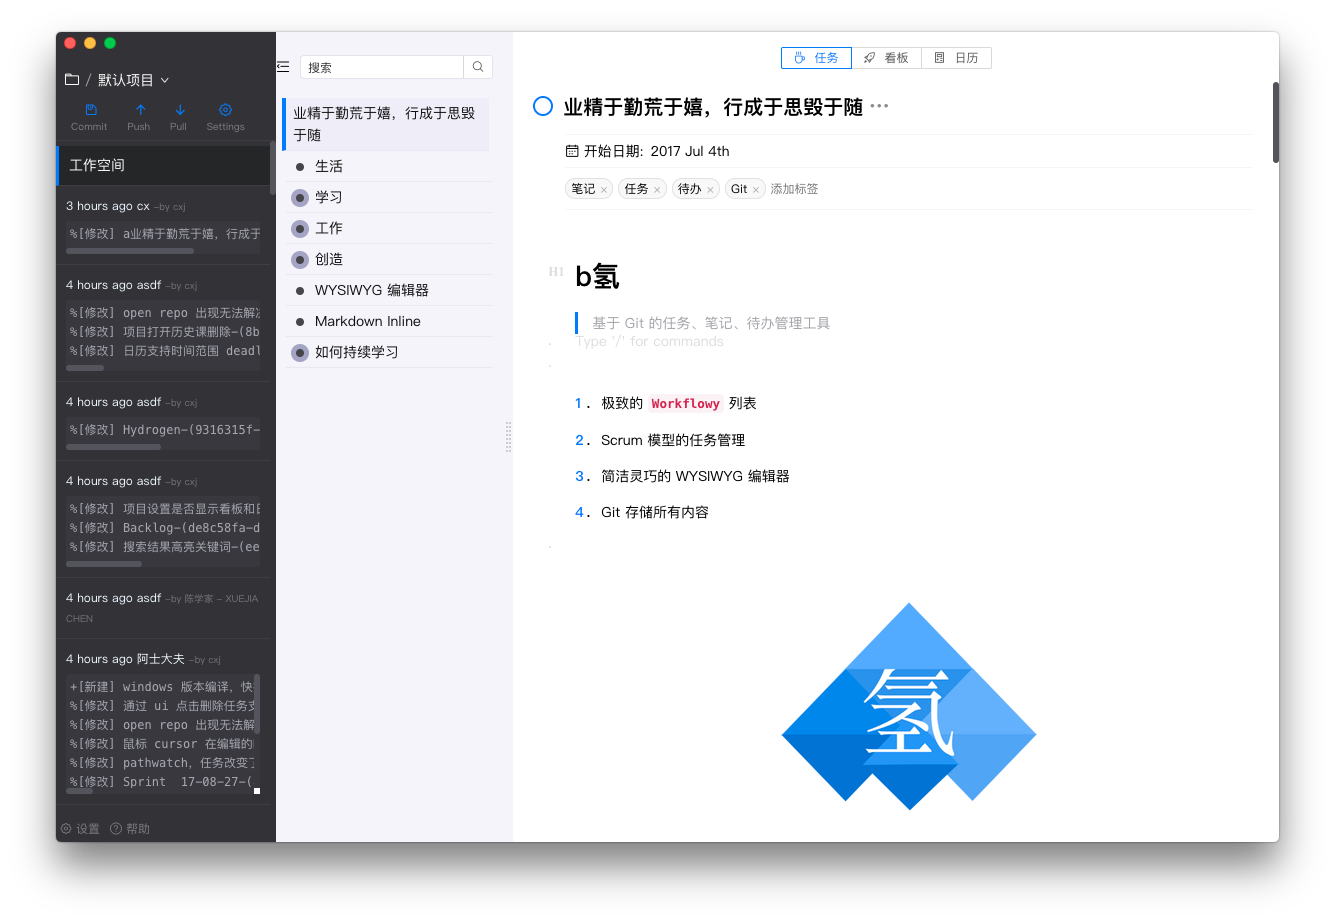 / 默认项目
Commit Push Pull Settings
工作空间
3 hours ago cx -by cxj
%[修改] a业精于勤荒于嬉，行成于
4 hours ago asdf -by cxj
%[修改] open repo 出现无法解决
%[修改] 项目打开历史课删除-(8b
%[修改] 日历支持时间范围 deadl
4 hours ago asdf -by cxj
%[修改] Hydrogen-(9316315f-
4 hours ago asdf -by cxj
%[修改] 项目设置是否显示看板和日
%[修改] Backlog-(de8c58fa-d
%[修改] 搜索结果高亮关键词-(ee
4 hours ago asdf -by 陈学家 - XUEJIA
CHEN
4 hours ago 阿士大夫 -by cxj
+[新建] windows 版本编译，快
%[修改] 通过 ui 点击删除任务支
%[修改] open repo 出现无法解
%[修改] 鼠标 cursor 在编辑的
%[修改] pathwatch，任务改变了
%[修改] Sprint 17-08-27-(
设置 帮助
搜索
业精于勤荒于嬉，行成于思毁
于随
生活
学习
工作
创造
WYSIWYG 编辑器
Markdown Inline
如何持续学习
任务 看板 日历
业精于勤荒于嬉，行成于思毁于随 •••
开始日期: 2017 Jul 4th
笔记 × 任务 × 待办 × Git × 添加标签
H1 b氢
基于 Git 的任务、笔记、待办管理工具
Type '/' for commands
1. 极致的 Workflowy 列表
2. Scrum 模型的任务管理
3. 简洁灵巧的 WYSIWYG 编辑器
4. Git 存储所有内容
氢